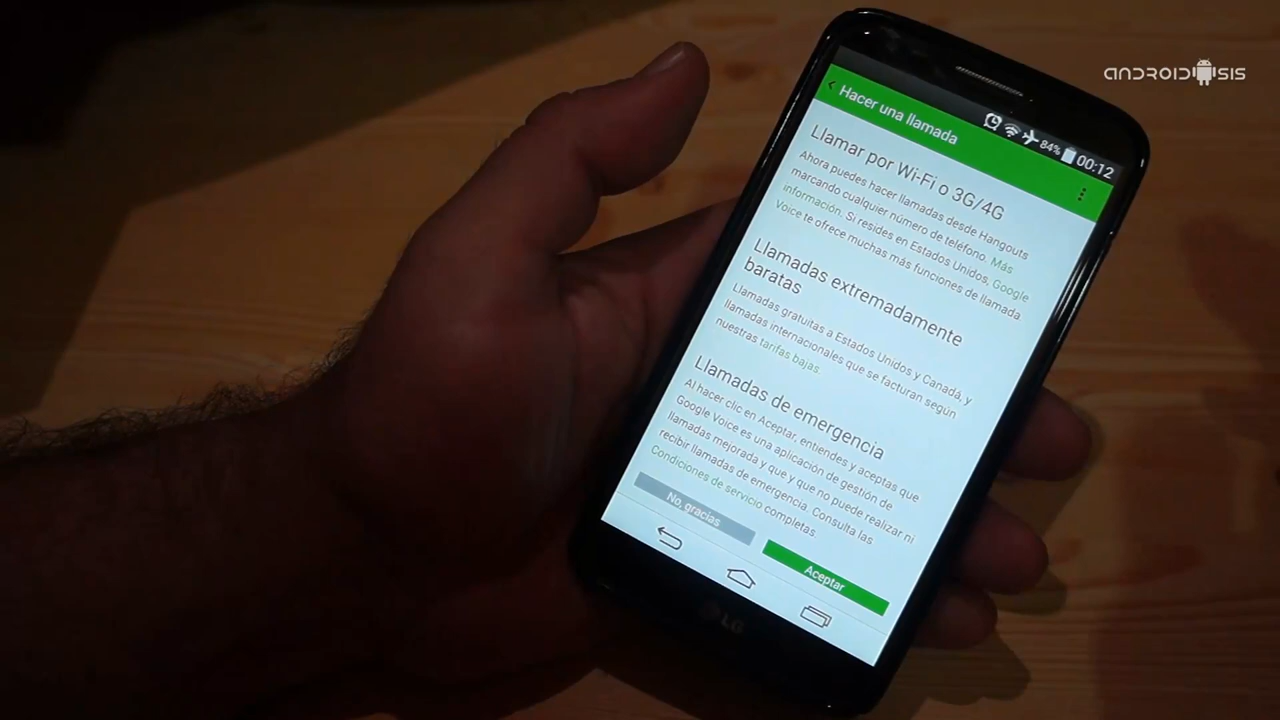 ANDROIDSIS
84% 00:12
Hacer una llamada
Llamar por Wi-Fi o 3G/4G
Ahora puedes hacer llamadas desde Hangouts
marcando cualquier número de teléfono. Más
información. Si resides en Estados Unidos, Google
Voice te ofrece muchas más funciones de llamada
Llamadas extremadamente
baratas
Llamadas gratuitas a Estados Unidos y Canadá, y
llamadas internacionales que se facturan según
nuestras tarifas bajas.
Llamadas de emergencia
Al hacer clic en Aceptar, entiendes y aceptas que
Google Voice es una aplicación de gestión de
llamadas mejorada y que y que no puede realizar ni
recibir llamadas de emergencia. Consulta las
Condiciones de servicio completas.
No, gracias
Aceptar
LG